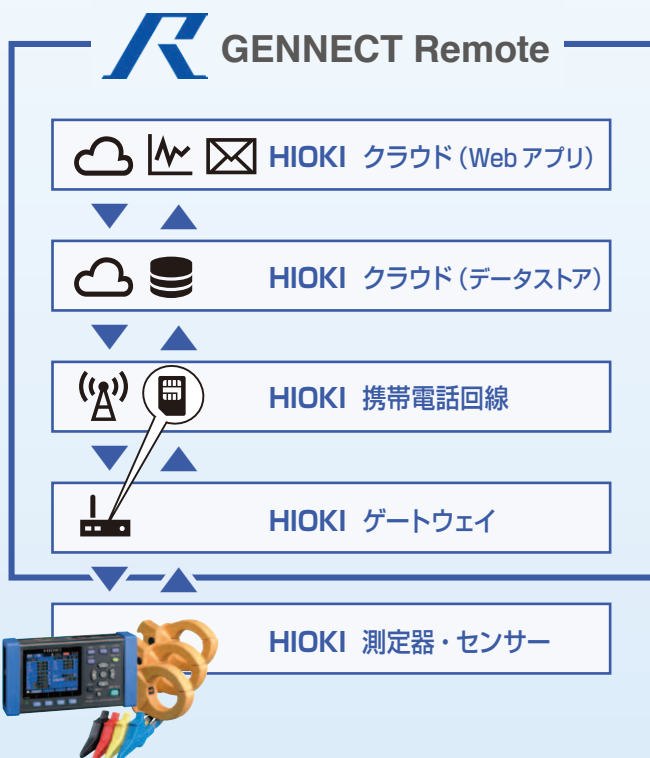 GENNECT Remote
HIOKI クラウド（Web アプリ）
HIOKI クラウド（データストア）
HIOKI 携帯電話回線
HIOKI ゲートウェイ
HIOKI 測定器・センサー
HIOKI